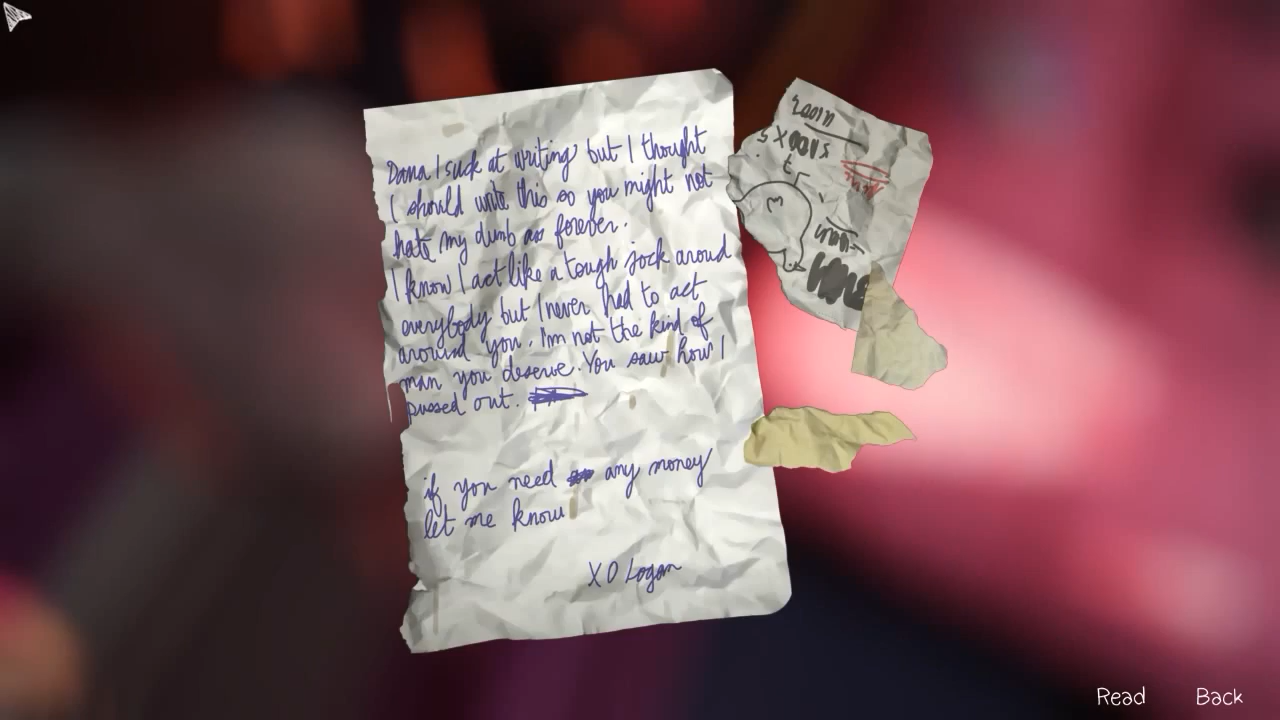 Dana I suck at writing but I thought
I should write this so you might not
hate my dumb ass forever.
I know I act like a tough jock aroud
everybody but I never had to act
around you. I'm not the kind of
man you deserve. You saw how I
pussed out.
if you need any money
let me know
XO Logan
Read
Back